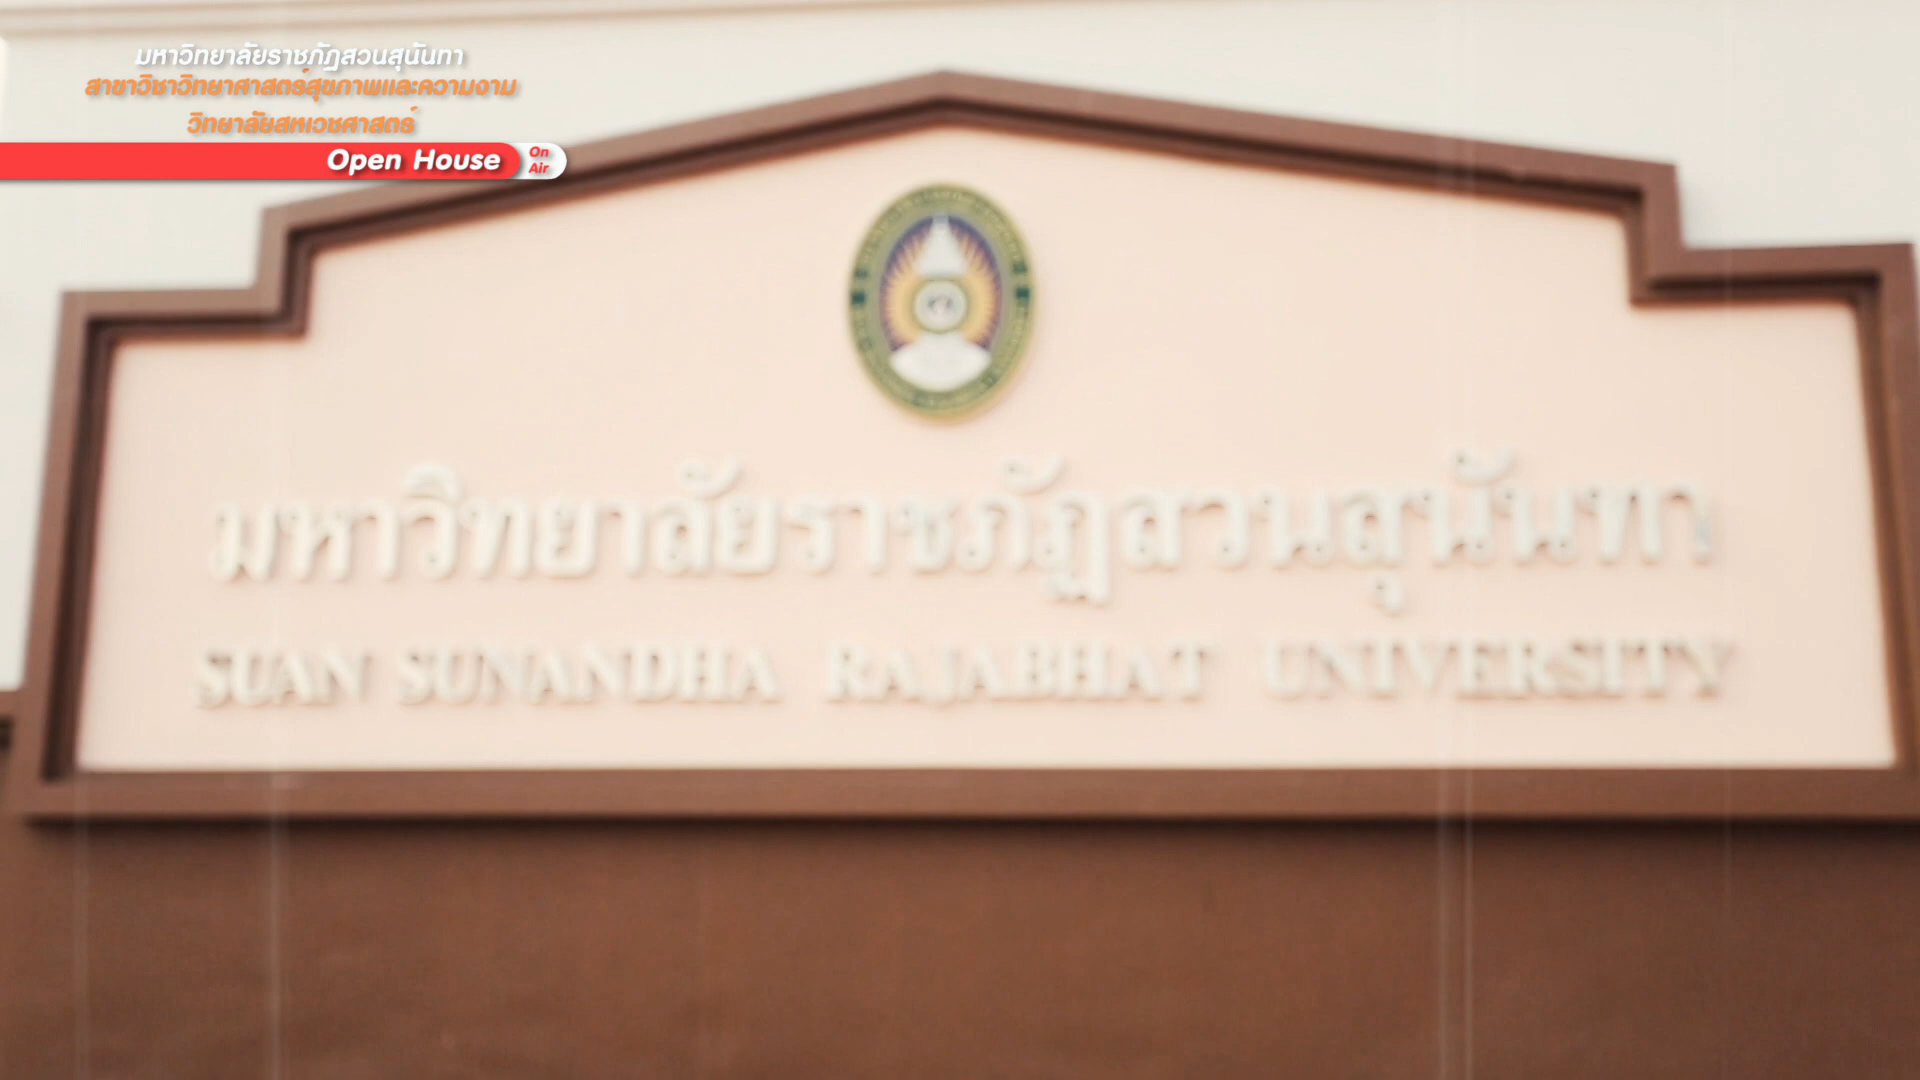 มหาวิทยาลัยราชภัฏสวนสุนันทา
สาขาวิชาวิทยาศาสตร์สุขภาพและความงาม
วิทยาลัยสหเวชศาสตร์
Open House
On
Air
มหาวิทยาลัยราชภัฏสวนสุนันทา
SUAN SUNANDHA RAJABHAT UNIVERSITY